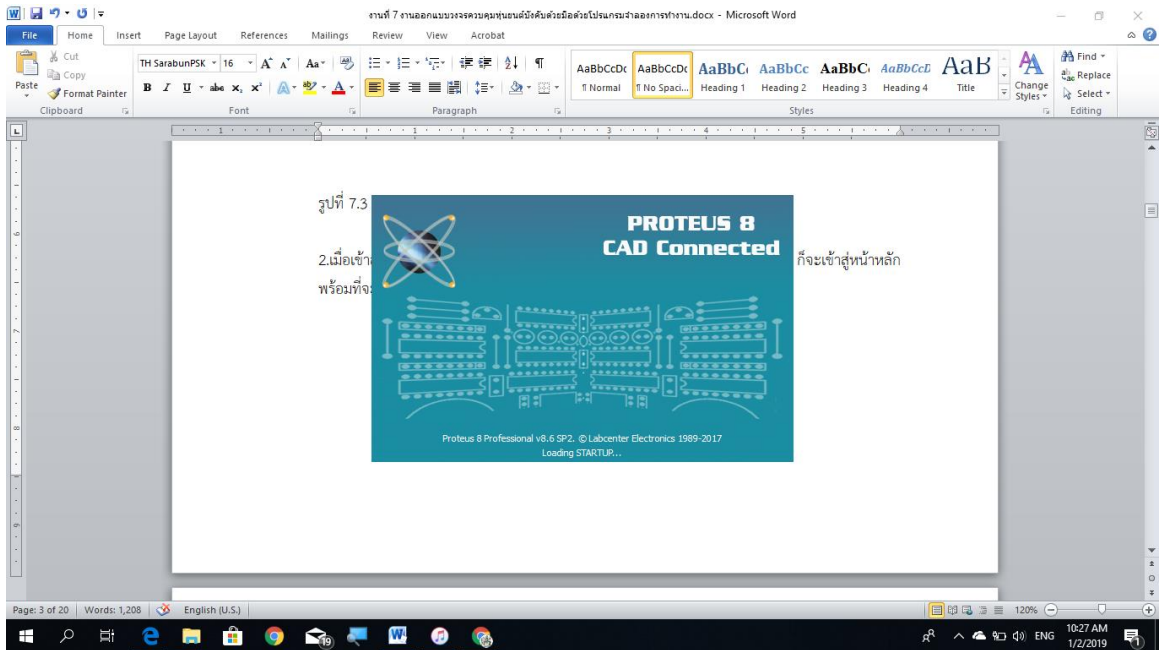 งานที่ 7 งานออกแบบวงจรควบคุมหุ่นยนต์บังคับด้วยมือด้วยโปรแกรมจำลองการทำงาน.docx - Microsoft Word
File Home Insert Page Layout References Mailings Review View Acrobat
Paste
Cut
Copy
Format Painter
Clipboard
TH SarabunPSK 16
Font
Paragraph
AaBbCcDc AaBbCcDc AaBbC AaBbCc AaBbC AaBbCcD AaB
¶ Normal ¶ No Spaci... Heading 1 Heading 2 Heading 3 Heading 4 Title
Change Styles
Styles
Find
Replace
Select
Editing
รูปที่ 7.3
2.เมื่อเข้า ก็จะเข้าสู่หน้าหลัก
พร้อมที่จะ
PROTEUS 8
CAD Connected
Proteus 8 Professional v8.6 SP2. © Labcenter Electronics 1989-2017
Loading STARTUP...
Page: 3 of 20 Words: 1,208 English (U.S.) 120%
19 ENG 10:27 AM
1/2/2019 1